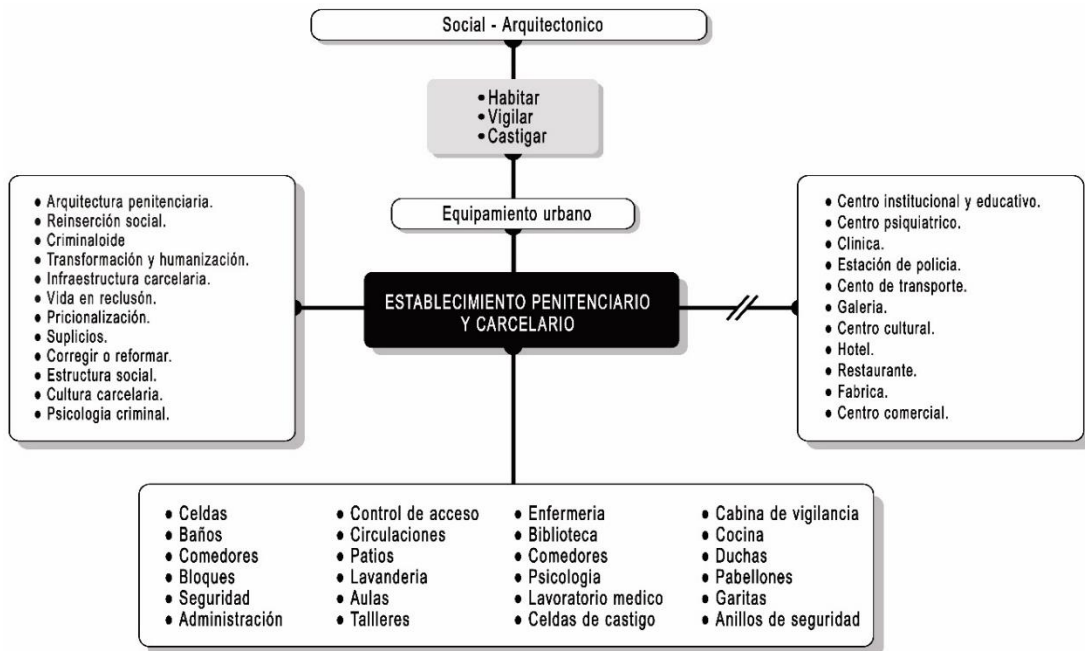 Social - Arquitectonico
• Habitar
• Vigilar
• Castigar
Equipamiento urbano
ESTABLECIMIENTO PENITENCIARIO
Y CARCELARIO
• Arquitectura penitenciaria.
• Reinserción social.
• Criminaloide
• Transformación y humanización.
• Infraestructura carcelaria.
• Vida en reclusón.
• Pricionalización.
• Suplicios.
• Corregir o reformar.
• Estructura social.
• Cultura carcelaria.
• Psicologia criminal.
• Centro institucional y educativo.
• Centro psiquiatrico.
• Clinica.
• Estación de policia.
• Cento de transporte.
• Galeria.
• Centro cultural.
• Hotel.
• Restaurante.
• Fabrica.
• Centro comercial.
• Celdas
• Baños
• Comedores
• Bloques
• Seguridad
• Administración
• Control de acceso
• Circulaciones
• Patios
• Lavanderia
• Aulas
• Tallleres
• Enfermeria
• Biblioteca
• Comedores
• Psicologia
• Lavoratorio medico
• Celdas de castigo
• Cabina de vigilancia
• Cocina
• Duchas
• Pabellones
• Garitas
• Anillos de seguridad